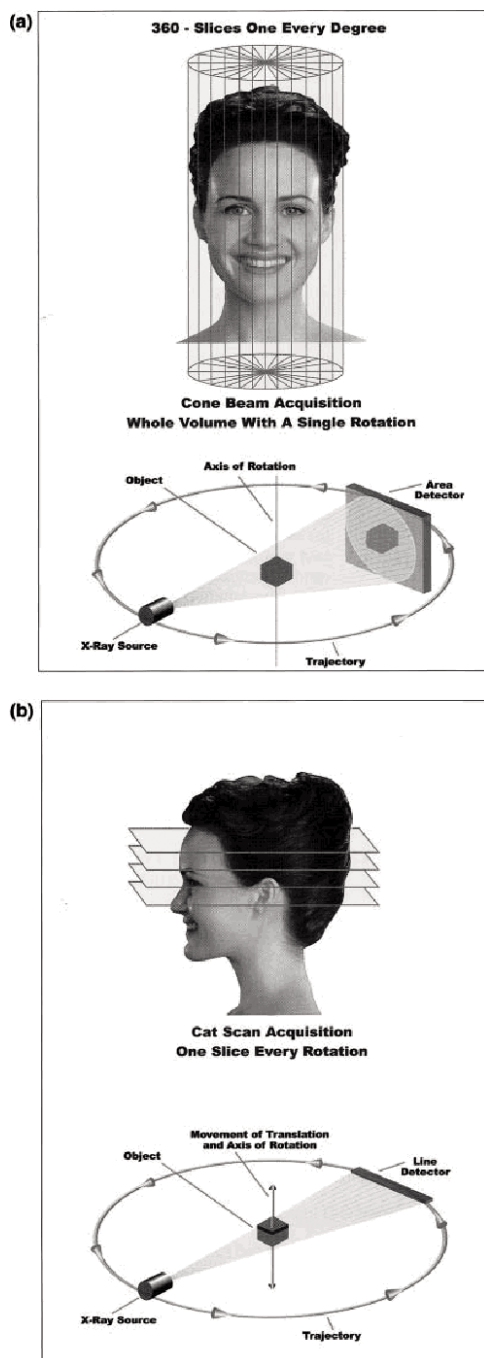 (a)
360 - Slices One Every Degree
Cone Beam Acquisition
Whole Volume With A Single Rotation
Axis of Rotation
Object
Area
Detector
X-Ray Source
Trajectory
(b)
Cat Scan Acquisition
One Slice Every Rotation
Movement of Translation
and Axis of Rotation
Object
Line
Detector
X-Ray Source
Trajectory